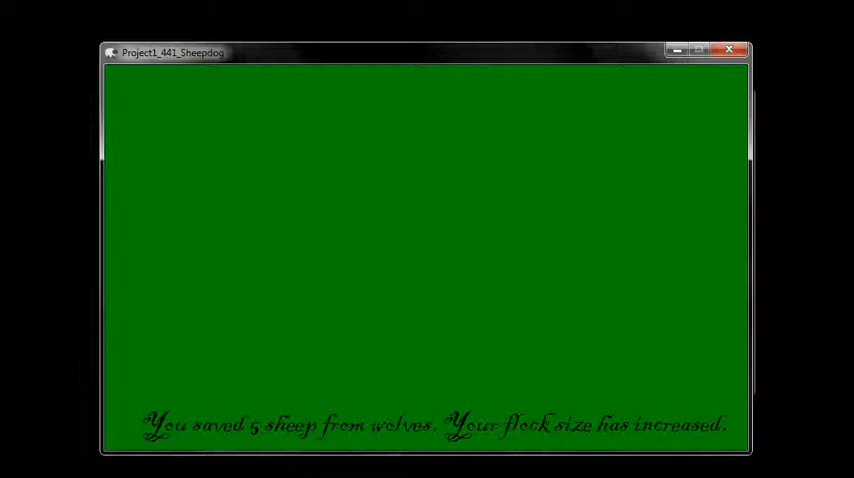 Project1_441_Sheepdog
You saved 5 sheep from wolves. Your flock size has increased.